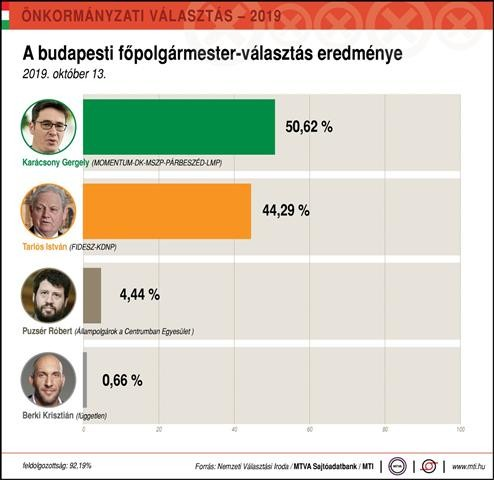 ÖNKORMÁNYZATI VÁLASZTÁS – 2019
A budapesti főpolgármester-választás eredménye
2019. október 13.
50,62 %
Karácsony Gergely (MOMENTUM-DK-MSZP-PÁRBESZÉD-LMP)
44,29 %
Tarlós István (FIDESZ-KDNP)
4,44 %
Puzsér Róbert (Állampolgárok a Centrumban Egyesület )
0,66 %
Berki Krisztián (független)
0 20 40 60 80 100
feldolgozottság: 92,19% Forrás: Nemzeti Választási Iroda / MTVA Sajtóadatbank / MTI | MTVA | | www.mti.hu